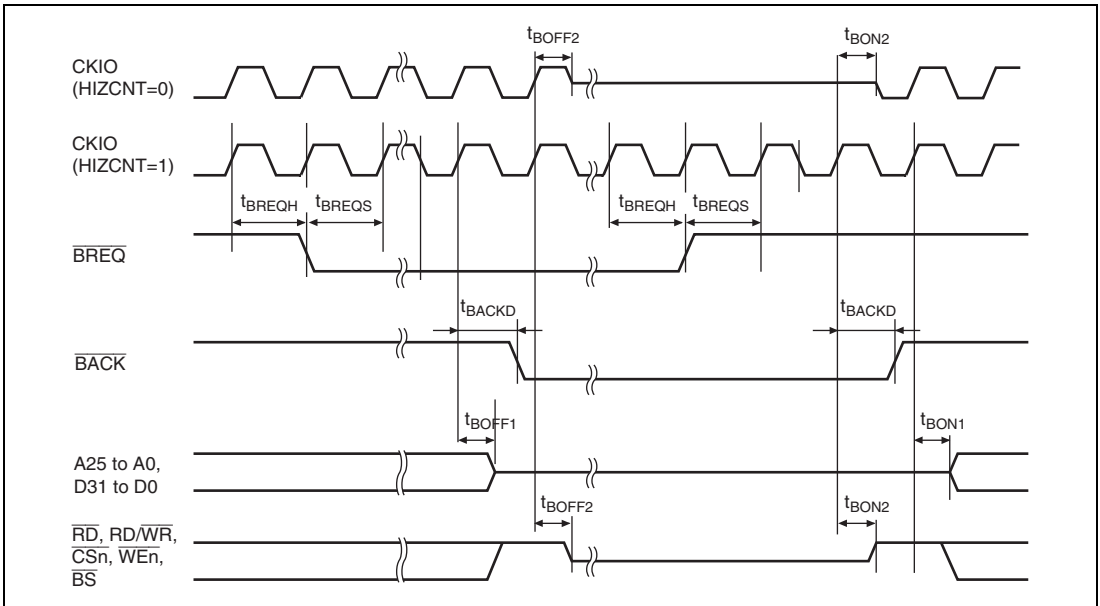 tBOFF2
tBON2
CKIO
(HIZCNT=0)
CKIO
(HIZCNT=1)
tBREQH
tBREQS
tBREQH
tBREQS
BREQ
tBACKD
tBACKD
BACK
tBOFF1
tBON1
A25 to A0,
D31 to D0
tBOFF2
tBON2
RD, RD/WR,
CSn, WEn,
BS